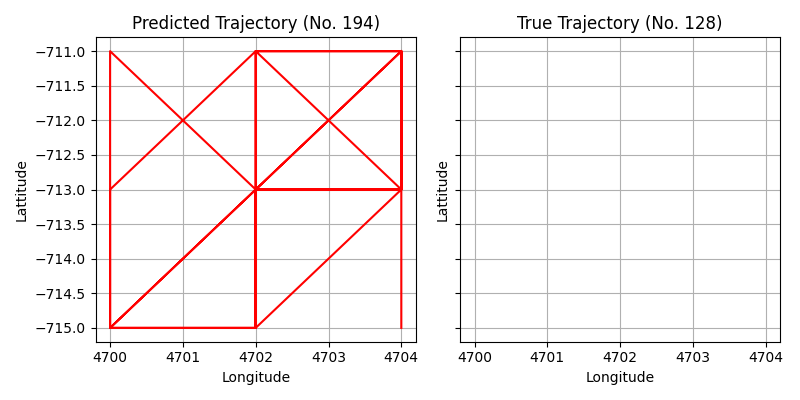 Predicted Trajectory (No. 194)
True Trajectory (No. 128)
Lattitude
−711.0
−711.5
−712.0
−712.5
−713.0
−713.5
−714.0
−714.5
−715.0
4700 4701 4702 4703 4704
Longitude
Lattitude
4700 4701 4702 4703 4704
Longitude